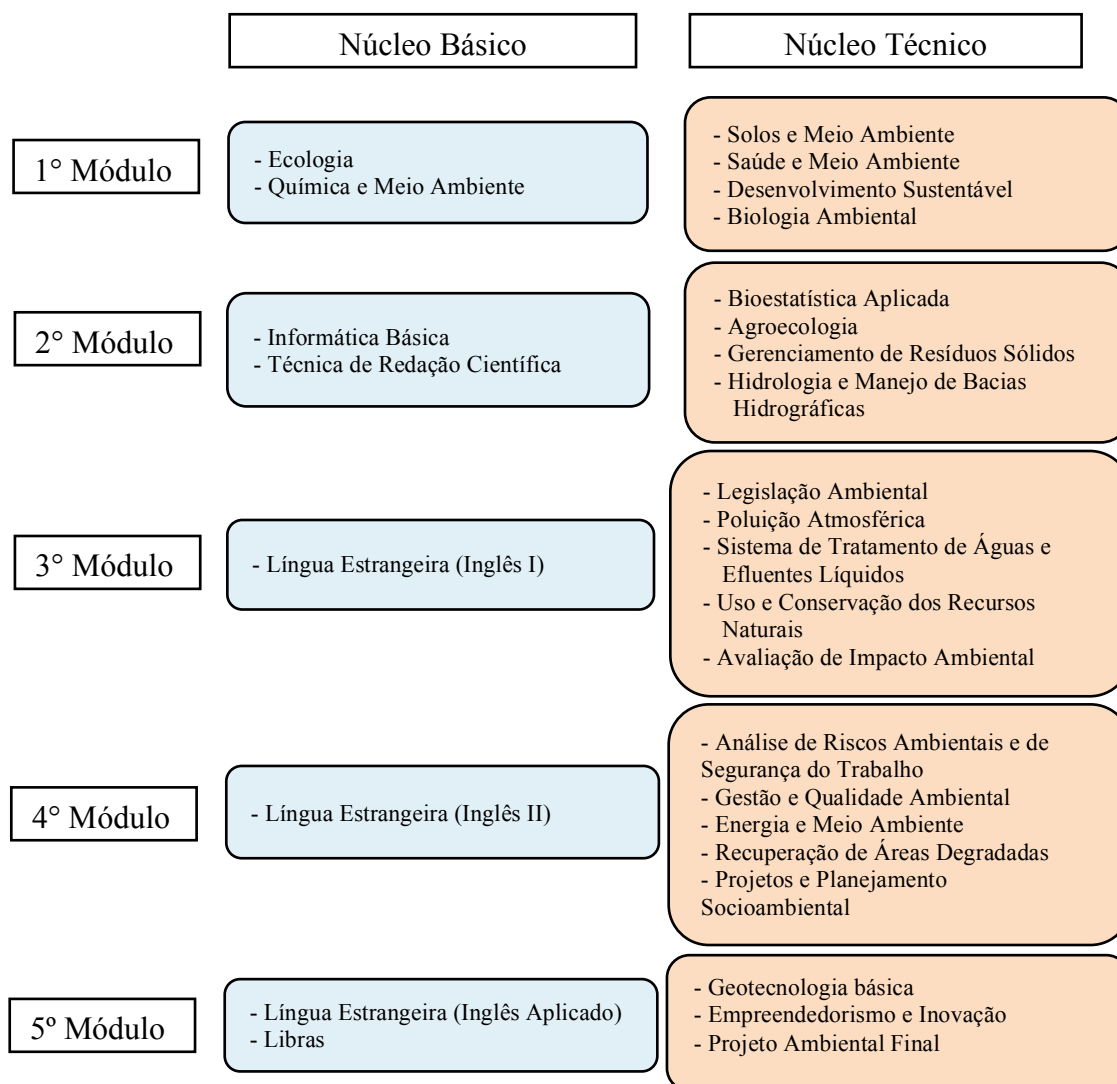 Núcleo Básico
Núcleo Técnico
1° Módulo
- Ecologia
- Química e Meio Ambiente
- Solos e Meio Ambiente
- Saúde e Meio Ambiente
- Desenvolvimento Sustentável
- Biologia Ambiental
2° Módulo
- Informática Básica
- Técnica de Redação Científica
- Bioestatística Aplicada
- Agroecologia
- Gerenciamento de Resíduos Sólidos
- Hidrologia e Manejo de Bacias
Hidrográficas
3° Módulo
- Língua Estrangeira (Inglês I)
- Legislação Ambiental
- Poluição Atmosférica
- Sistema de Tratamento de Águas e
Efluentes Líquidos
- Uso e Conservação dos Recursos
Naturais
- Avaliação de Impacto Ambiental
4° Módulo
- Língua Estrangeira (Inglês II)
- Análise de Riscos Ambientais e de
Segurança do Trabalho
- Gestão e Qualidade Ambiental
- Energia e Meio Ambiente
- Recuperação de Áreas Degradadas
- Projetos e Planejamento
Socioambiental
5º Módulo
- Língua Estrangeira (Inglês Aplicado)
- Libras
- Geotecnologia básica
- Empreendedorismo e Inovação
- Projeto Ambiental Final